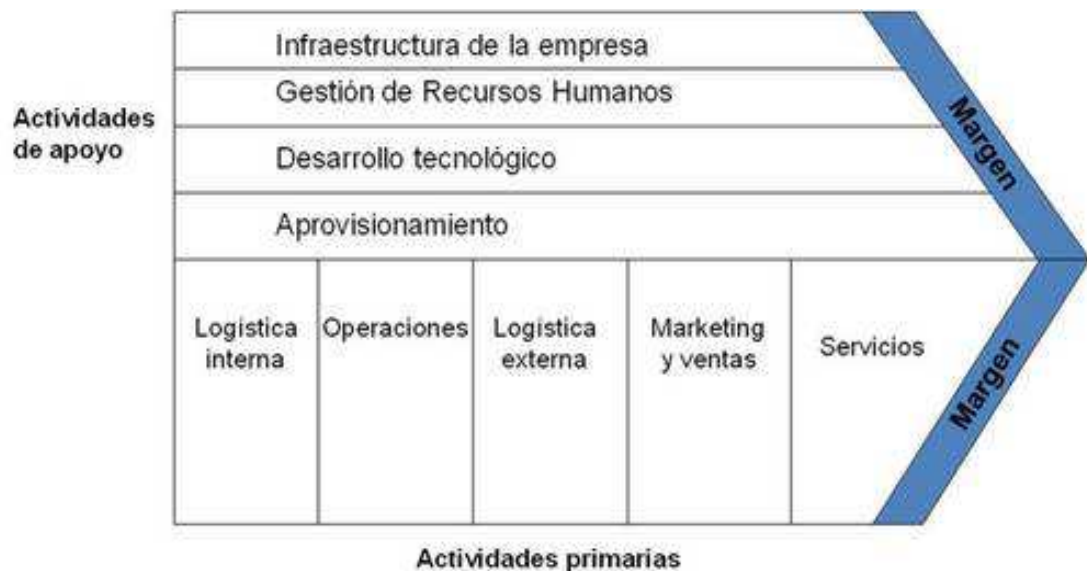 Infraestructura de la empresa
Gestión de Recursos Humanos
Actividades
de apoyo
Desarrollo tecnológico
Aprovisionamiento
Margen
Logística
interna
Operaciones
Logística
externa
Marketing
y ventas
Servicios
Margen
Actividades primarias